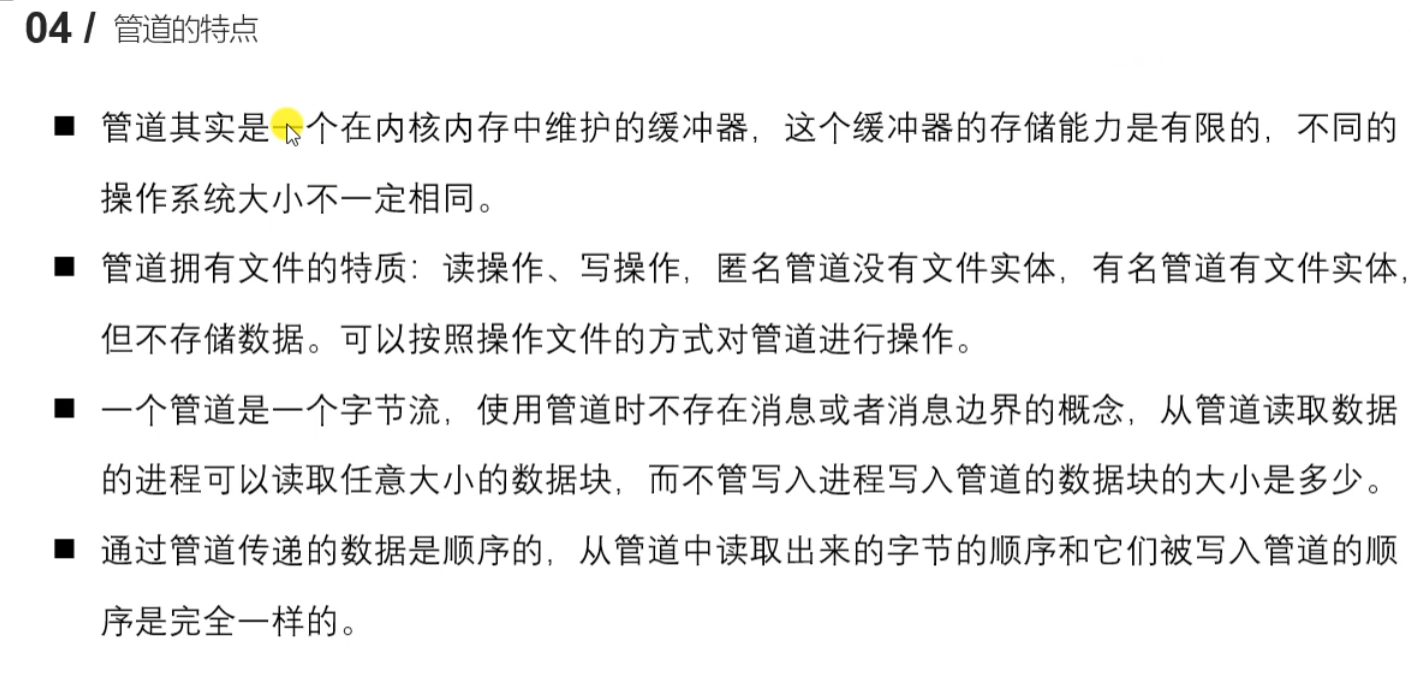 04 / 管道的特点
■ 管道其实是一个在内核内存中维护的缓冲器，这个缓冲器的存储能力是有限的，不同的
操作系统大小不一定相同。
■ 管道拥有文件的特质：读操作、写操作，匿名管道没有文件实体，有名管道有文件实体，
但不存储数据。可以按照操作文件的方式对管道进行操作。
■ 一个管道是一个字节流，使用管道时不存在消息或者消息边界的概念，从管道读取数据
的进程可以读取任意大小的数据块，而不管写入进程写入管道的数据块的大小是多少。
■ 通过管道传递的数据是顺序的，从管道中读取出来的字节的顺序和它们被写入管道的顺
序是完全一样的。